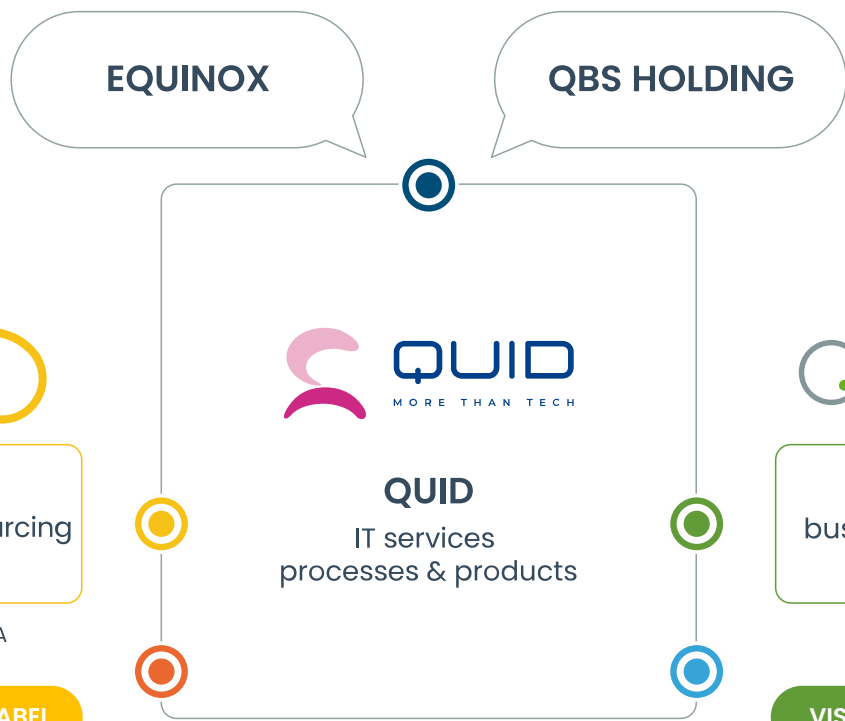 EQUINOX
QBS HOLDING
QUID
MORE THAN TECH
QUID
IT services
processes & products